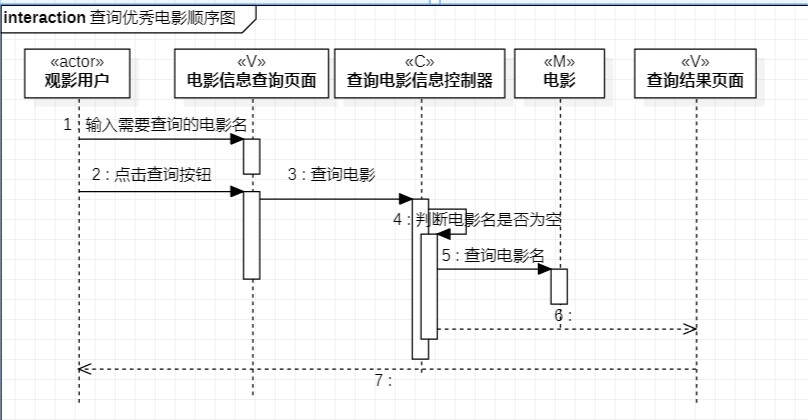 interaction 查询优秀电影顺序图
«actor»
观影用户
«V»
电影信息查询页面
«C»
查询电影信息控制器
«M»
电影
«V»
查询结果页面
1 输入需要查询的电影名
2 : 点击查询按钮
3 : 查询电影
4 : 判断电影名是否为空
5 : 查询电影名
6 :
7 :